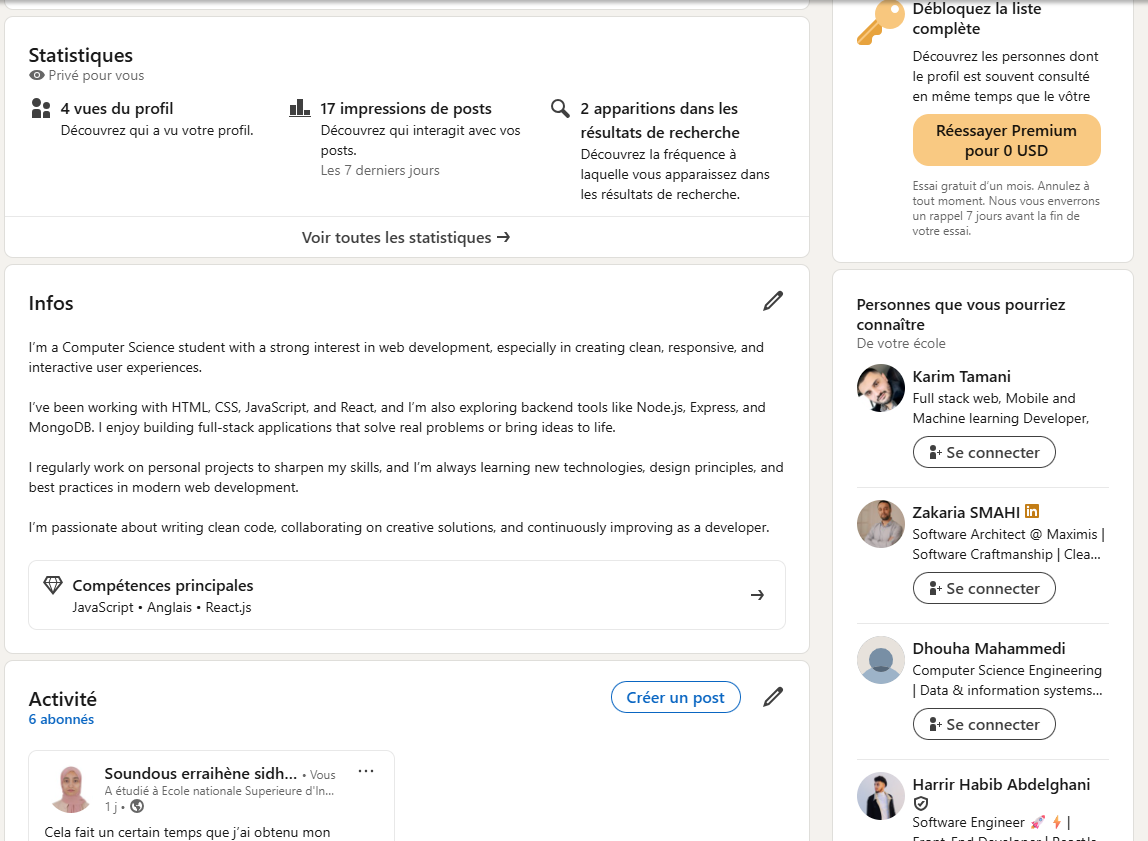 Statistiques
Privé pour vous
4 vues du profil
Découvrez qui a vu votre profil.
17 impressions de posts
Découvrez qui interagit avec vos
posts.
Les 7 derniers jours
2 apparitions dans les
résultats de recherche
Découvrez la fréquence à
laquelle vous apparaissez dans
les résultats de recherche.
Voir toutes les statistiques →
Infos
I’m a Computer Science student with a strong interest in web development, especially in creating clean, responsive, and
interactive user experiences.
I’ve been working with HTML, CSS, JavaScript, and React, and I’m also exploring backend tools like Node.js, Express, and
MongoDB. I enjoy building full-stack applications that solve real problems or bring ideas to life.
I regularly work on personal projects to sharpen my skills, and I’m always learning new technologies, design principles, and
best practices in modern web development.
I’m passionate about writing clean code, collaborating on creative solutions, and continuously improving as a developer.
Compétences principales
JavaScript • Anglais • React.js
Activité
6 abonnés
Créer un post
Soundous erraihène sidh... • Vous
A étudié à Ecole nationale Superieure d'In...
1 j •
Cela fait un certain temps que j’ai obtenu mon
Débloquez la liste
complète
Découvrez les personnes dont
le profil est souvent consulté
en même temps que le vôtre
Réessayer Premium
pour 0 USD
Essai gratuit d’un mois. Annulez à
tout moment. Nous vous enverrons
un rappel 7 jours avant la fin de
votre essai.
Personnes que vous pourriez
connaître
De votre école
Karim Tamani
Full stack web, Mobile and
Machine learning Developer,
Se connecter
Zakaria SMAHI in
Software Architect @ Maximis |
Software Craftmanship | Clea...
Se connecter
Dhouha Mahammedi
Computer Science Engineering
| Data & information systems...
Se connecter
Harrir Habib Abdelghani
Software Engineer 🚀⚡ |
Front-End Developer | Reactjs